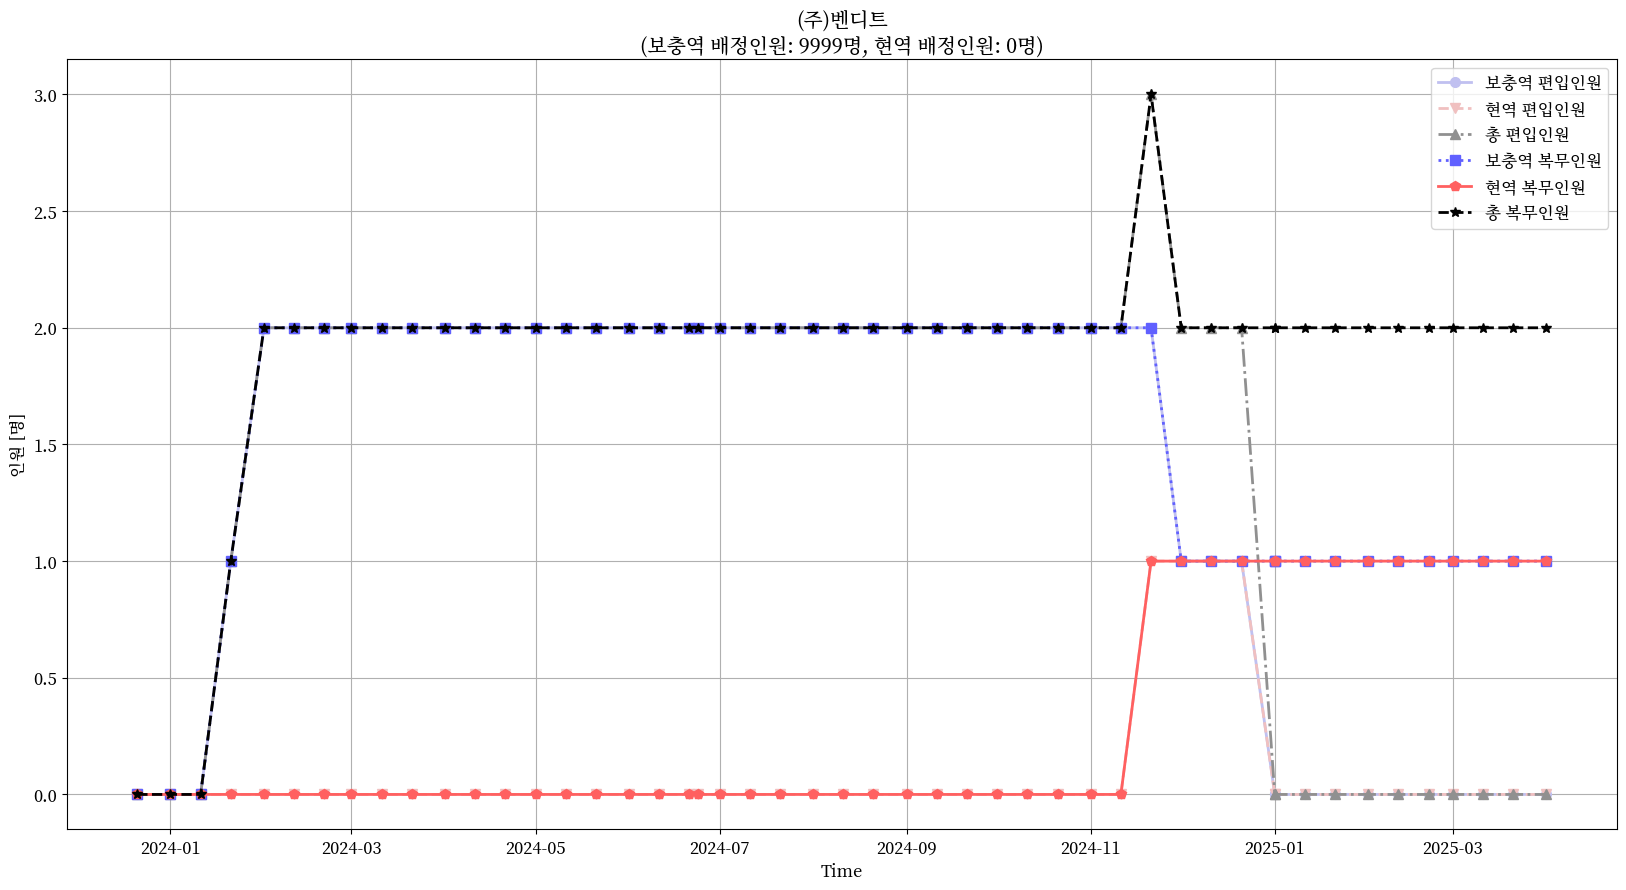 (주)벤디트
(보충역 배정인원: 9999명, 현역 배정인원: 0명)
보충역 편입인원
현역 편입인원
총 편입인원
보충역 복무인원
현역 복무인원
총 복무인원
인원 [명]
3.0
2.5
2.0
1.5
1.0
0.5
0.0
2024-01
2024-03
2024-05
2024-07
2024-09
2024-11
2025-01
2025-03
Time